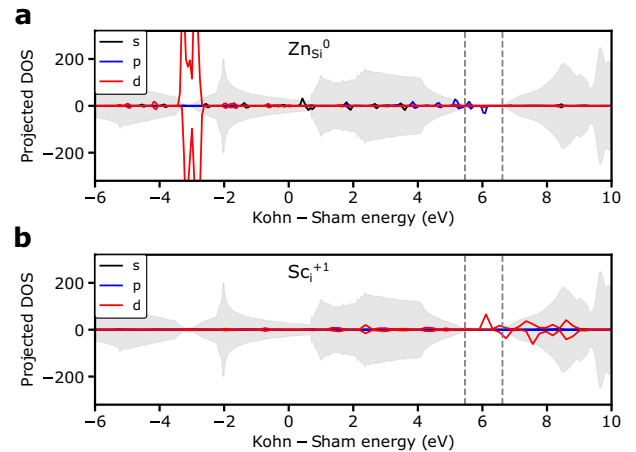 a
Zn_Si^0
s
p
d
Projected DOS
200
0
−200
−6 −4 −2 0 2 4 6 8 10
Kohn − Sham energy (eV)
b
Sc_i^+1
s
p
d
Projected DOS
200
0
−200
−6 −4 −2 0 2 4 6 8 10
Kohn − Sham energy (eV)